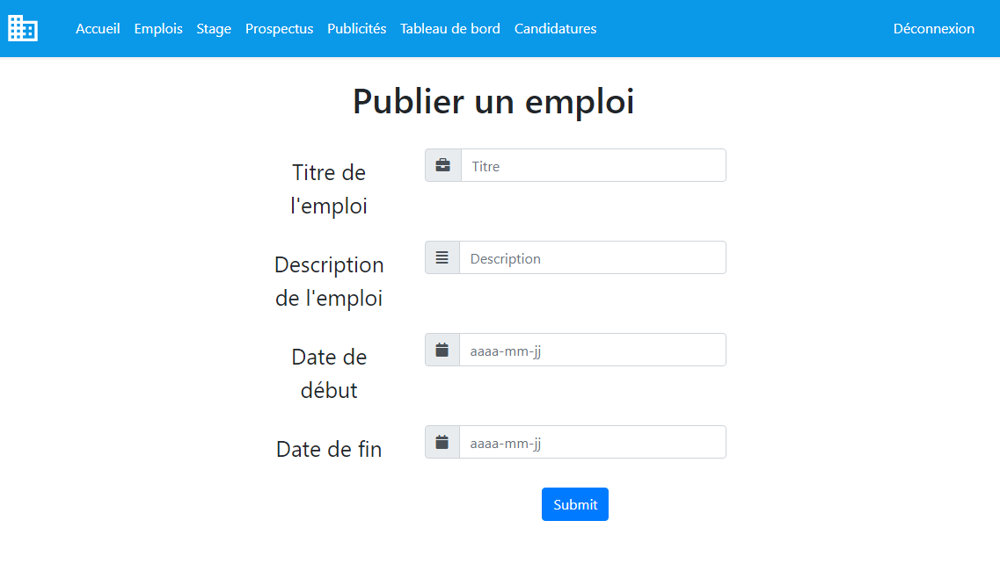 Accueil Emplois Stage Prospectus Publicités Tableau de bord Candidatures Déconnexion
Publier un emploi
Titre de
l'emploi
Titre
Description
de l'emploi
Description
Date de
début
aaaa-mm-jj
Date de fin
aaaa-mm-jj
Submit